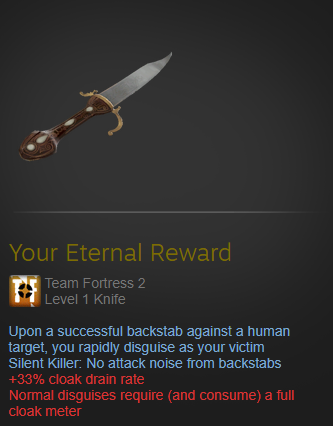 Your Eternal Reward
Team Fortress 2
Level 1 Knife
Upon a successful backstab against a human
target, you rapidly disguise as your victim
Silent Killer: No attack noise from backstabs
+33% cloak drain rate
Normal disguises require (and consume) a full
cloak meter